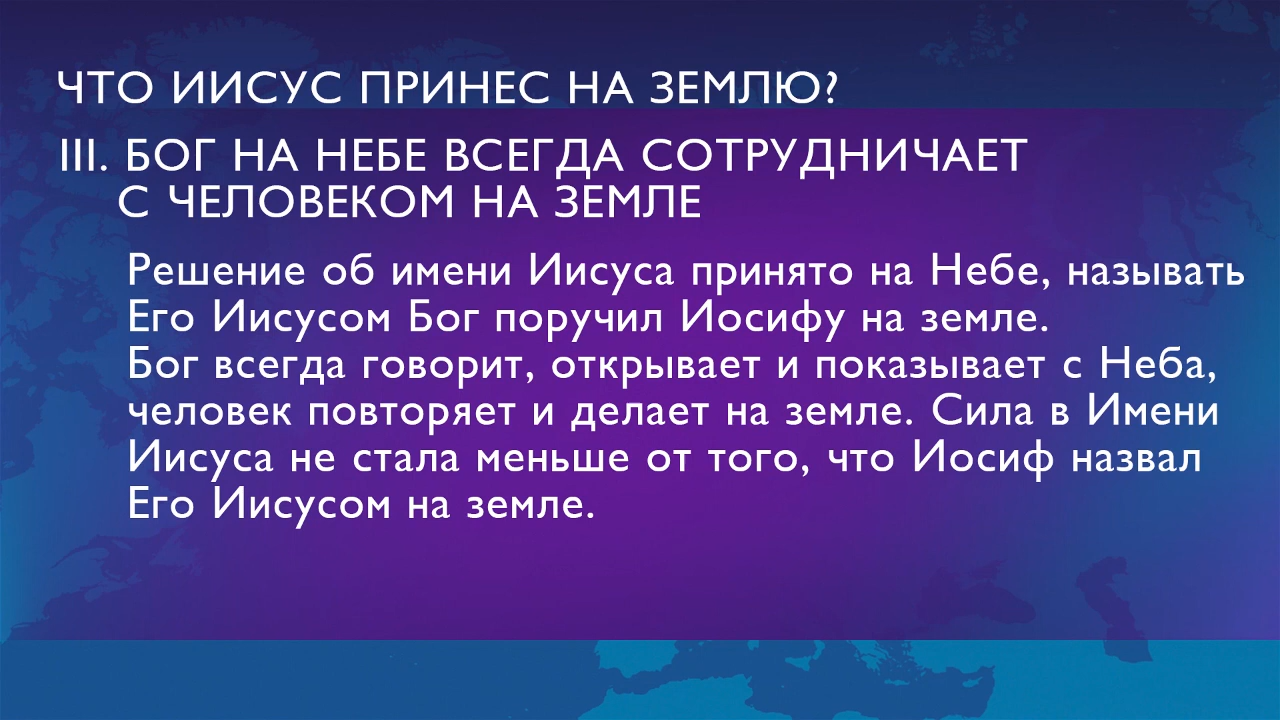 ЧТО ИИСУС ПРИНЕС НА ЗЕМЛЮ?
III. БОГ НА НЕБЕ ВСЕГДА СОТРУДНИЧАЕТ
С ЧЕЛОВЕКОМ НА ЗЕМЛЕ
Решение об имени Иисуса принято на Небе, называть
Его Иисусом Бог поручил Иосифу на земле.
Бог всегда говорит, открывает и показывает с Неба,
человек повторяет и делает на земле. Сила в Имени
Иисуса не стала меньше от того, что Иосиф назвал
Его Иисусом на земле.